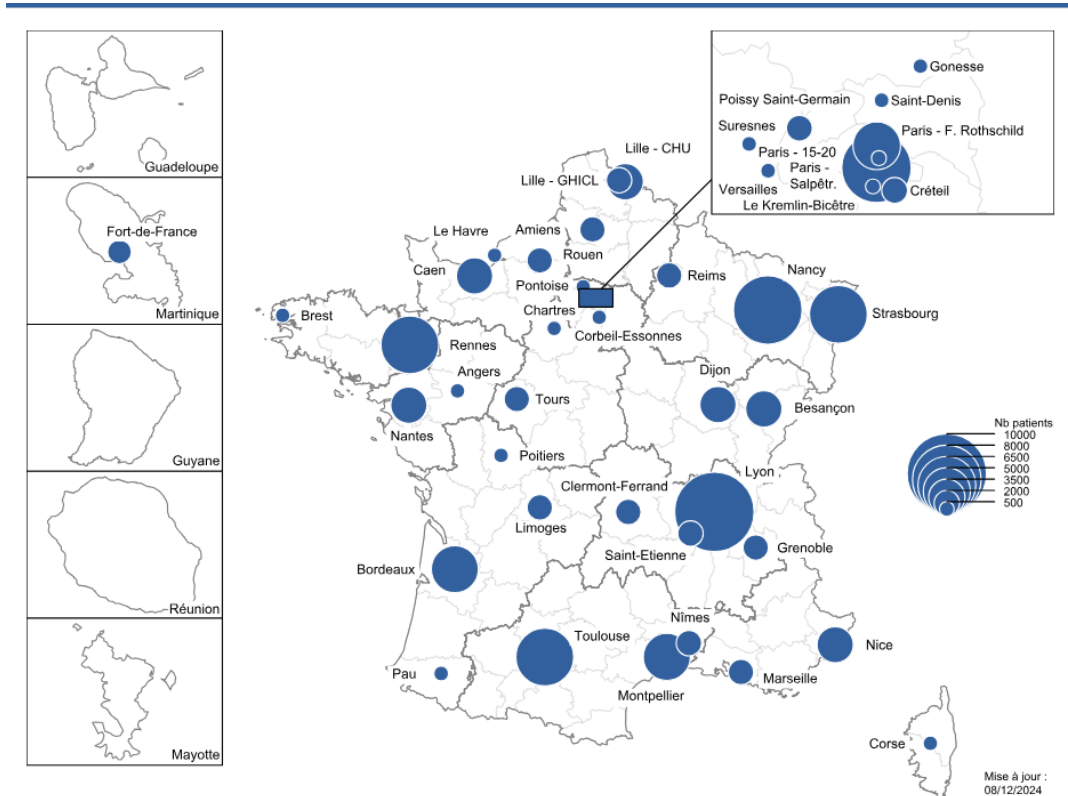 Guadeloupe
Fort-de-France
Martinique
Guyane
Réunion
Mayotte
Gonesse
Poissy Saint-Germain
Saint-Denis
Suresnes
Paris - F. Rothschild
Paris - 15-20
Paris -
Salpêtr.
Versailles
Créteil
Le Kremlin-Bicêtre
Lille - CHU
Lille - GHICL
Le Havre
Amiens
Rouen
Caen
Pontoise
Reims
Nancy
Chartres
Corbeil-Essonnes
Strasbourg
Brest
Rennes
Angers
Dijon
Tours
Besançon
Nantes
Poitiers
Clermont-Ferrand
Lyon
Limoges
Saint-Etienne
Grenoble
Bordeaux
Nîmes
Toulouse
Nice
Pau
Montpellier
Marseille
Corse
Nb patients
10000
8000
6500
5000
3500
2000
500
Mise à jour :
08/12/2024